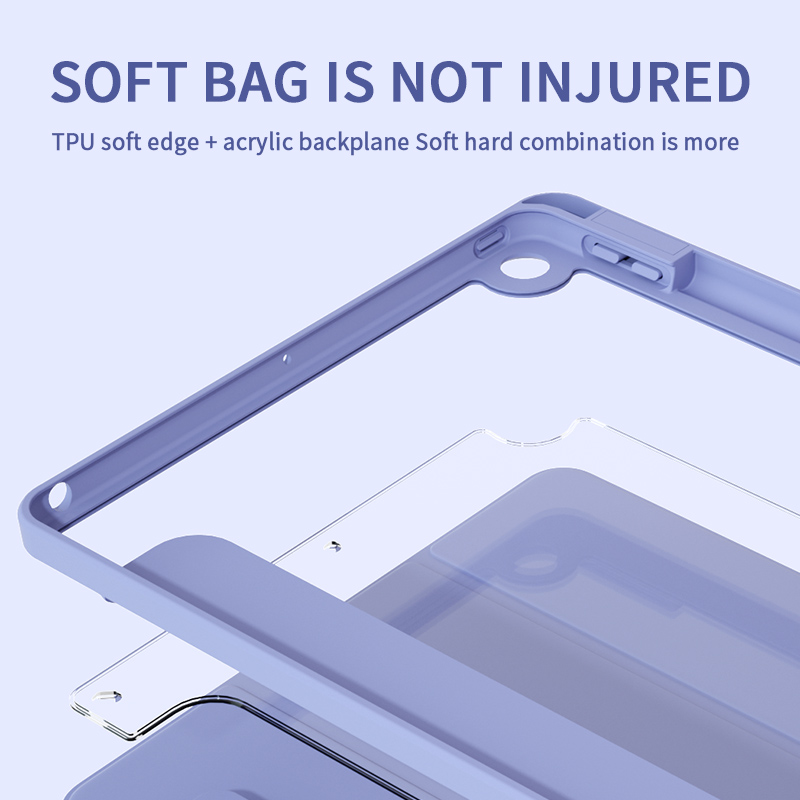 SOFT BAG IS NOT INJURED
TPU soft edge + acrylic backplane Soft hard combination is more